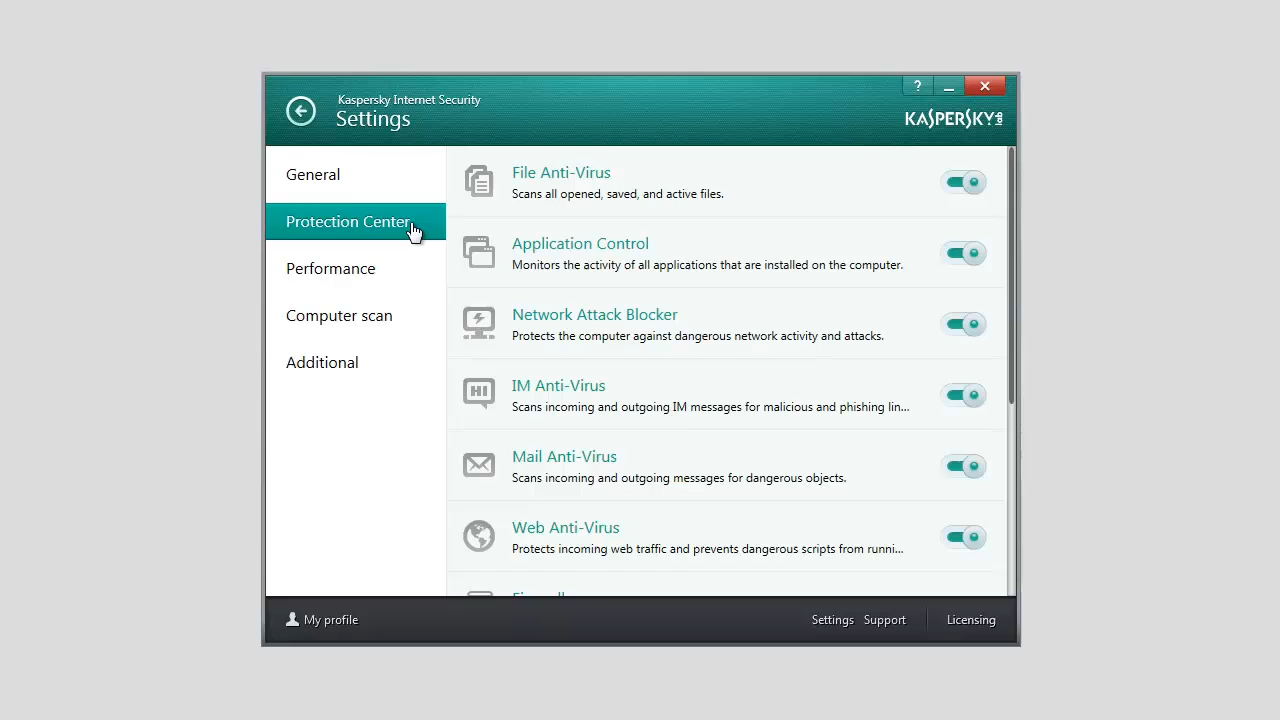 ?
Kaspersky Internet Security
Settings
KASPERSKY lab
General
Protection Center
Performance
Computer scan
Additional
File Anti-Virus
Scans all opened, saved, and active files.
Application Control
Monitors the activity of all applications that are installed on the computer.
Network Attack Blocker
Protects the computer against dangerous network activity and attacks.
HI
IM Anti-Virus
Scans incoming and outgoing IM messages for malicious and phishing lin...
Mail Anti-Virus
Scans incoming and outgoing messages for dangerous objects.
Web Anti-Virus
Protects incoming web traffic and prevents dangerous scripts from runni...
Firewall
My profile
Settings Support Licensing